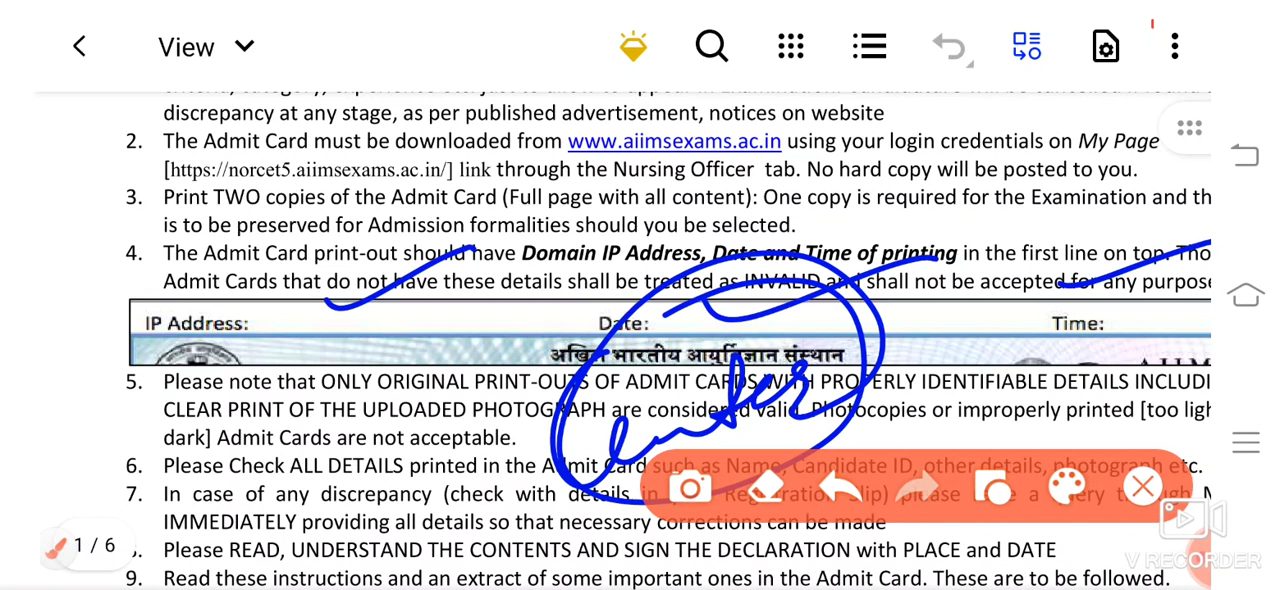 View
discrepancy at any stage, as per published advertisement, notices on website
2. The Admit Card must be downloaded from www.aiimsexams.ac.in using your login credentials on My Page
[https://norcet5.aiimsexams.ac.in/] link through the Nursing Officer tab. No hard copy will be posted to you.
3. Print TWO copies of the Admit Card (Full page with all content): One copy is required for the Examination and th
is to be preserved for Admission formalities should you be selected.
4. The Admit Card print-out should have Domain IP Address, Date and Time of printing in the first line on top. Tho
Admit Cards that do not have these details shall be treated as INVALID and shall not be accepted for any purpose
IP Address: Date: Time:
अखिल भारतीय आयुर्विज्ञान संस्थान
5. Please note that ONLY ORIGINAL PRINT-OUTS OF ADMIT CARDS WITH PROPERLY IDENTIFIABLE DETAILS INCLUDI
CLEAR PRINT OF THE UPLOADED PHOTOGRAPH are considered valid. Photocopies or improperly printed [too ligh
dark] Admit Cards are not acceptable.
6. Please Check ALL DETAILS printed in the Admit Card such as Name, Candidate ID, other details, photograph etc.
7. In case of any discrepancy (check with details in your Registration Slip) please
IMMEDIATELY providing all details so that necessary corrections can be made
1 / 6
Please READ, UNDERSTAND THE CONTENTS AND SIGN THE DECLARATION with PLACE and DATE
9. Read these instructions and an extract of some important ones in the Admit Card. These are to be followed.
V RECORDER